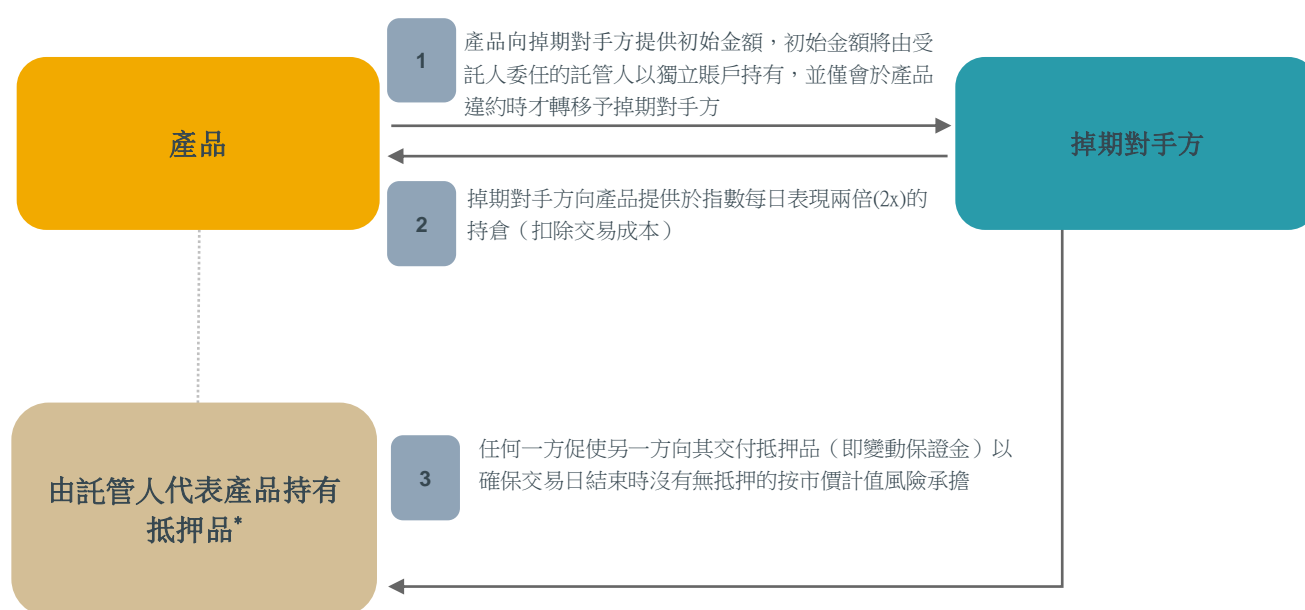 產品
1
產品向掉期對手方提供初始金額，初始金額將由受
託人委任的託管人以獨立賬戶持有，並僅會於產品
違約時才轉移予掉期對手方
掉期對手方
2
掉期對手方向產品提供於指數每日表現兩倍(2x)的
持倉（扣除交易成本）
由託管人代表產品持有
抵押品*
3
任何一方促使另一方向其交付抵押品（即變動保證金）以
確保交易日結束時沒有無抵押的按市價計值風險承擔